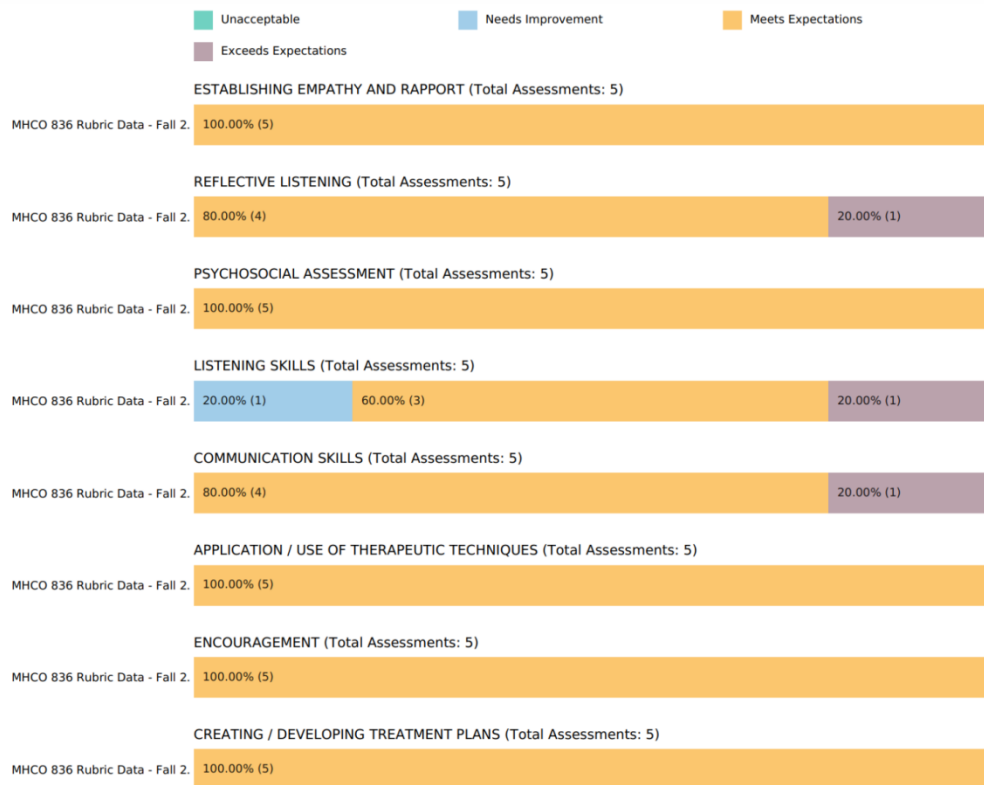 Unacceptable Needs Improvement Meets Expectations
Exceeds Expectations
ESTABLISHING EMPATHY AND RAPPORT (Total Assessments: 5)
MHCO 836 Rubric Data - Fall 2. 100.00% (5)
REFLECTIVE LISTENING (Total Assessments: 5)
MHCO 836 Rubric Data - Fall 2. 80.00% (4) 20.00% (1)
PSYCHOSOCIAL ASSESSMENT (Total Assessments: 5)
MHCO 836 Rubric Data - Fall 2. 100.00% (5)
LISTENING SKILLS (Total Assessments: 5)
MHCO 836 Rubric Data - Fall 2. 20.00% (1) 60.00% (3) 20.00% (1)
COMMUNICATION SKILLS (Total Assessments: 5)
MHCO 836 Rubric Data - Fall 2. 80.00% (4) 20.00% (1)
APPLICATION / USE OF THERAPEUTIC TECHNIQUES (Total Assessments: 5)
MHCO 836 Rubric Data - Fall 2. 100.00% (5)
ENCOURAGEMENT (Total Assessments: 5)
MHCO 836 Rubric Data - Fall 2. 100.00% (5)
CREATING / DEVELOPING TREATMENT PLANS (Total Assessments: 5)
MHCO 836 Rubric Data - Fall 2. 100.00% (5)